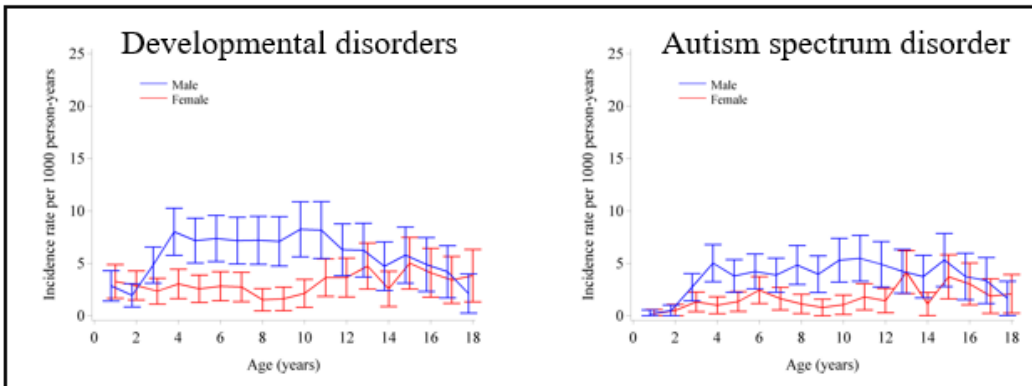 Developmental disorders
25
20
15
10
5
0
Incidence rate per 1000 person-years
Male
Female
0 2 4 6 8 10 12 14 16 18
Age (years)
Autism spectrum disorder
25
20
15
10
5
0
Incidence rate per 1000 person-years
Male
Female
0 2 4 6 8 10 12 14 16 18
Age (years)